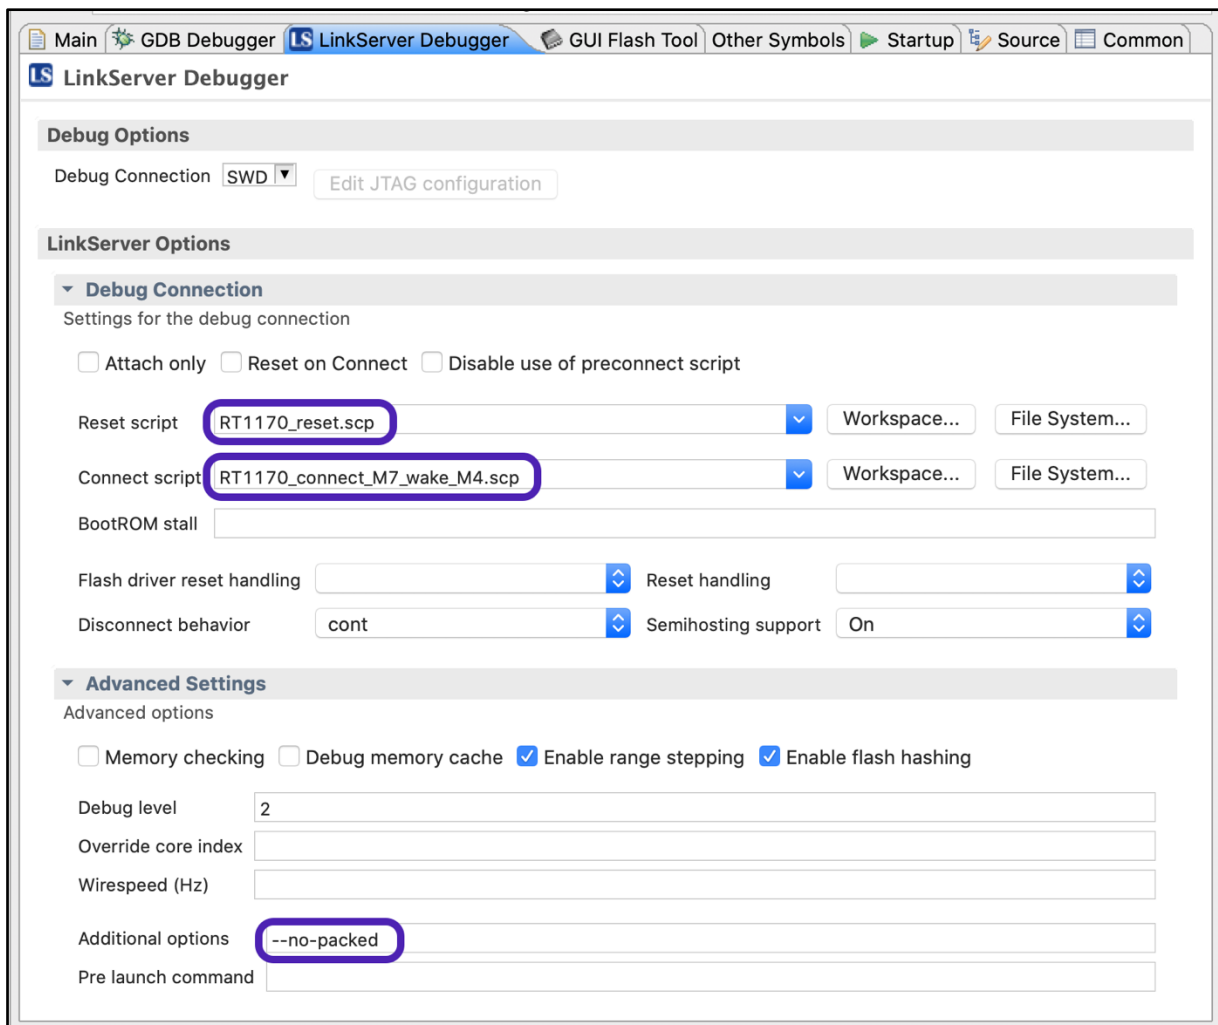 Main GDB Debugger LS LinkServer Debugger GUI Flash Tool Other Symbols Startup Source Common
LS LinkServer Debugger
Debug Options
Debug Connection SWD Edit JTAG configuration
LinkServer Options
Debug Connection
Settings for the debug connection
Attach only Reset on Connect Disable use of preconnect script
Reset script RT1170_reset.scp Workspace... File System...
Connect script RT1170_connect_M7_wake_M4.scp Workspace... File System...
BootROM stall
Flash driver reset handling Reset handling
Disconnect behavior cont Semihosting support On
Advanced Settings
Advanced options
Memory checking Debug memory cache Enable range stepping Enable flash hashing
Debug level 2
Override core index
Wirespeed (Hz)
Additional options --no-packed
Pre launch command